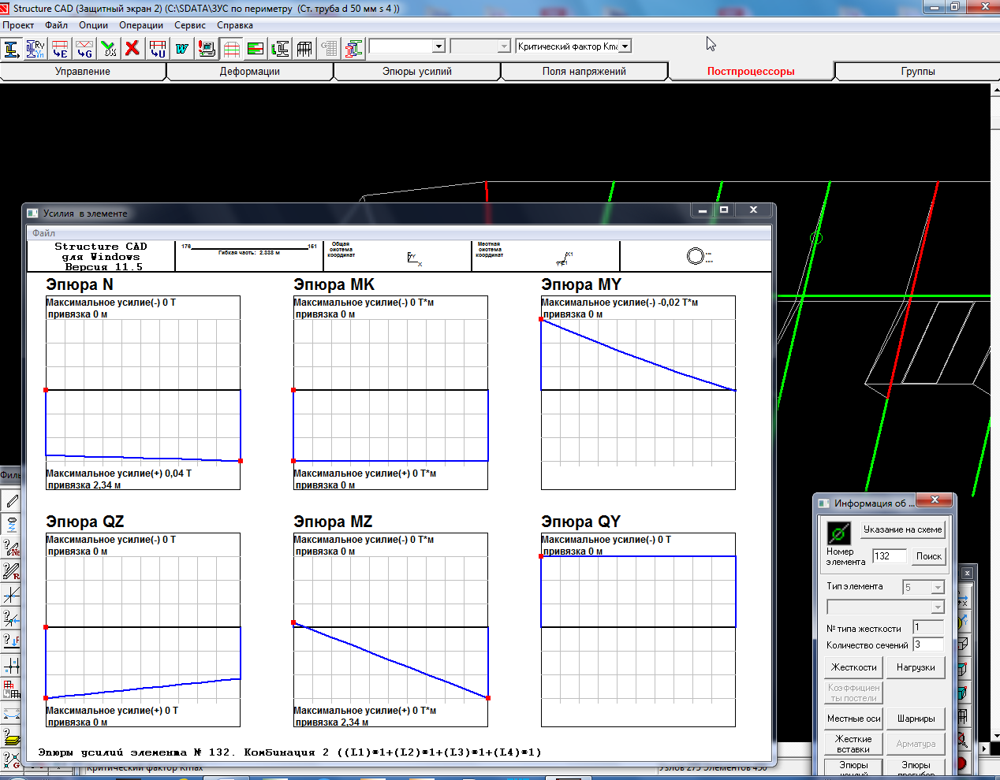 Structure CAD (Защитный экран 2) (C:\SDATA\ЗУС по периметру  (Ст. труба d 50 мм s 4 ))
Проект Файл Опции Операции Сервис Справка
Критический фактор Kma
Управление Деформации Эпюры усилий Поля напряжений Постпроцессоры Группы
Усилия в элементе
Файл
Structure CAD
для Windows
Версия 11.5
176 151
Гибкая часть: 2.338 м
Общая
система
координат
Местная
система
координат
Эпюра N
Максимальное усилие(-) 0 Т
привязка 0 м
Максимальное усилие(+) 0,04 Т
привязка 2,34 м
Эпюра MK
Максимальное усилие(-) 0 Т*м
привязка 0 м
Максимальное усилие(+) 0 Т*м
привязка 0 м
Эпюра MY
Максимальное усилие(-) -0,02 Т*м
привязка 0 м
Эпюра QZ
Максимальное усилие(-) 0 Т
привязка 0 м
Максимальное усилие(+) 0 Т
привязка 0 м
Эпюра MZ
Максимальное усилие(-) 0 Т*м
привязка 0 м
Максимальное усилие(+) 0 Т*м
привязка 2,34 м
Эпюра QY
Максимальное усилие(-) 0 Т
привязка 0 м
Эпюры усилий элемента № 132. Комбинация 2 ((L1)*1+(L2)*1+(L3)*1+(L4)*1)
Филь
Информация об ...
Указание на схеме
Номер
элемента
132
Поиск
Тип элемента 5
№ типа жесткости 1
Количество сечений 3
Жесткости Нагрузки
Коэффициен
ты постели
Местные оси Шарниры
Жесткие
вставки
Арматура
Эпюры
усилий
Эпюры
прогибов
Критический фактор Kmax
Узлов 275 Элементов 450